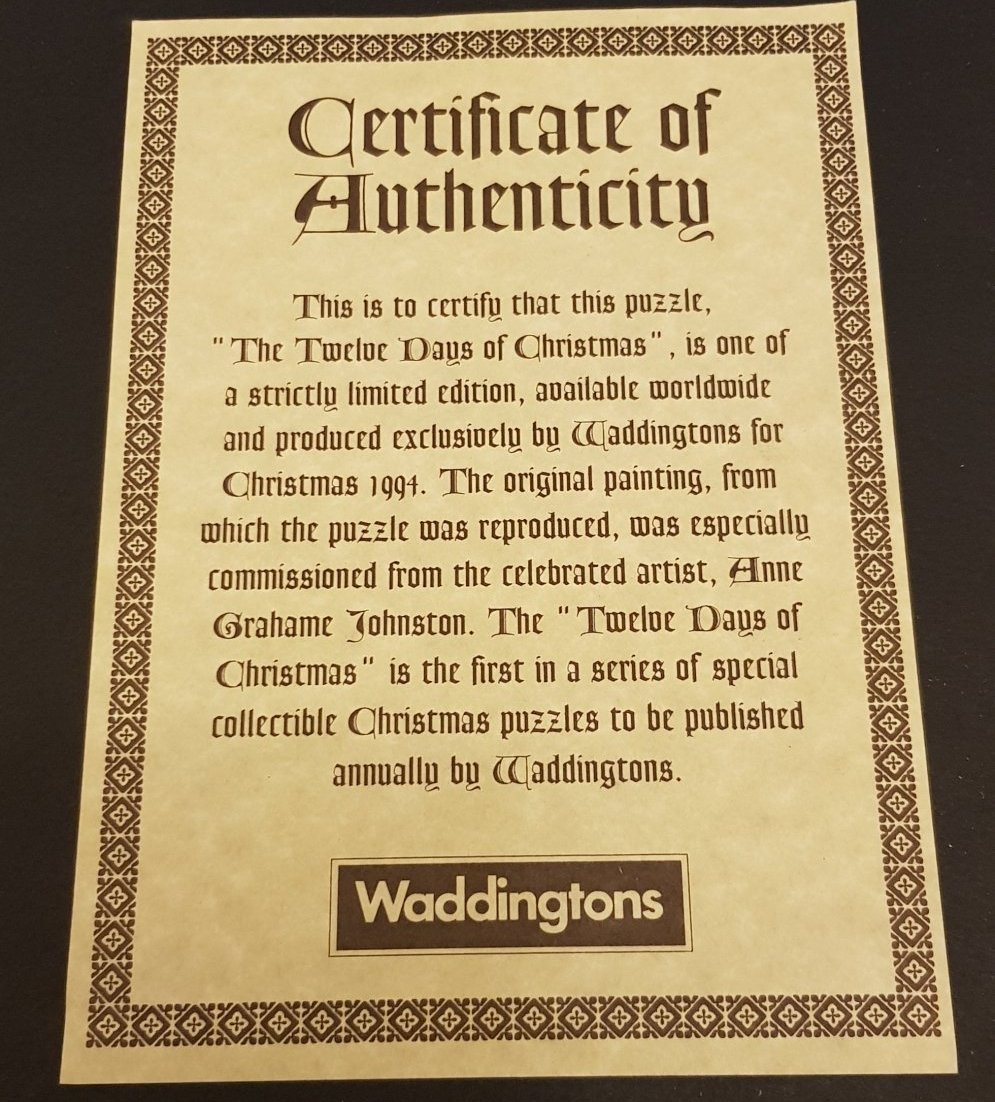 Certificate of
Authenticity
This is to certify that this puzzle,
"The Twelve Days of Christmas", is one of
a strictly limited edition, available worldwide
and produced exclusively by Waddingtons for
Christmas 1994. The original painting, from
which the puzzle was reproduced, was especially
commissioned from the celebrated artist, Anne
Grahame Johnston. The "Twelve Days of
Christmas" is the first in a series of special
collectible Christmas puzzles to be published
annually by Waddingtons.
Waddingtons